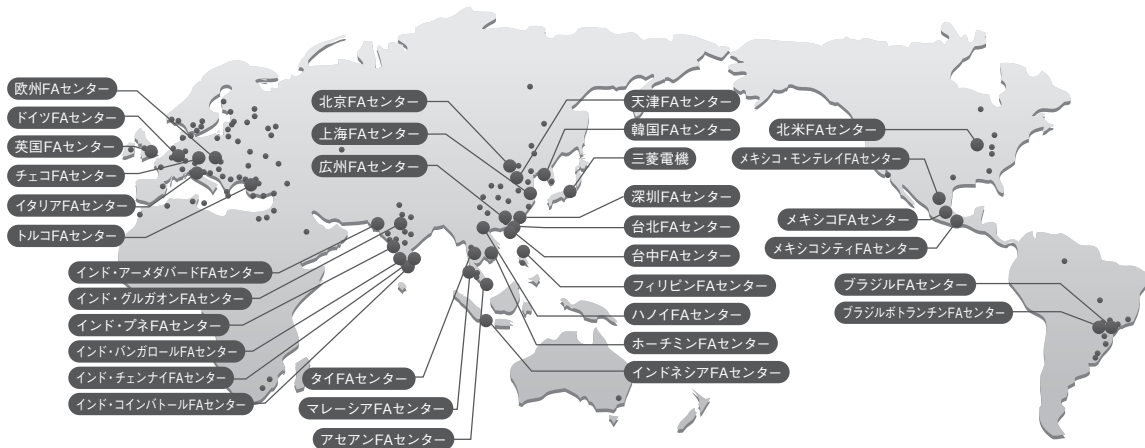 欧州FAセンター
ドイツFAセンター
英国FAセンター
チェコFAセンター
イタリアFAセンター
トルコFAセンター
インド・アーメダバードFAセンター
インド・グルガオンFAセンター
インド・プネFAセンター
インド・バンガロールFAセンター
インド・チェンナイFAセンター
インド・コインバトールFAセンター
北京FAセンター
上海FAセンター
広州FAセンター
タイFAセンター
マレーシアFAセンター
アセアンFAセンター
天津FAセンター
韓国FAセンター
三菱電機
深圳FAセンター
台北FAセンター
台中FAセンター
フィリピンFAセンター
ハノイFAセンター
ホーチミンFAセンター
インドネシアFAセンター
北米FAセンター
メキシコ・モンテレイFAセンター
メキシコFAセンター
メキシコシティFAセンター
ブラジルFAセンター
ブラジルボトランチンFAセンター